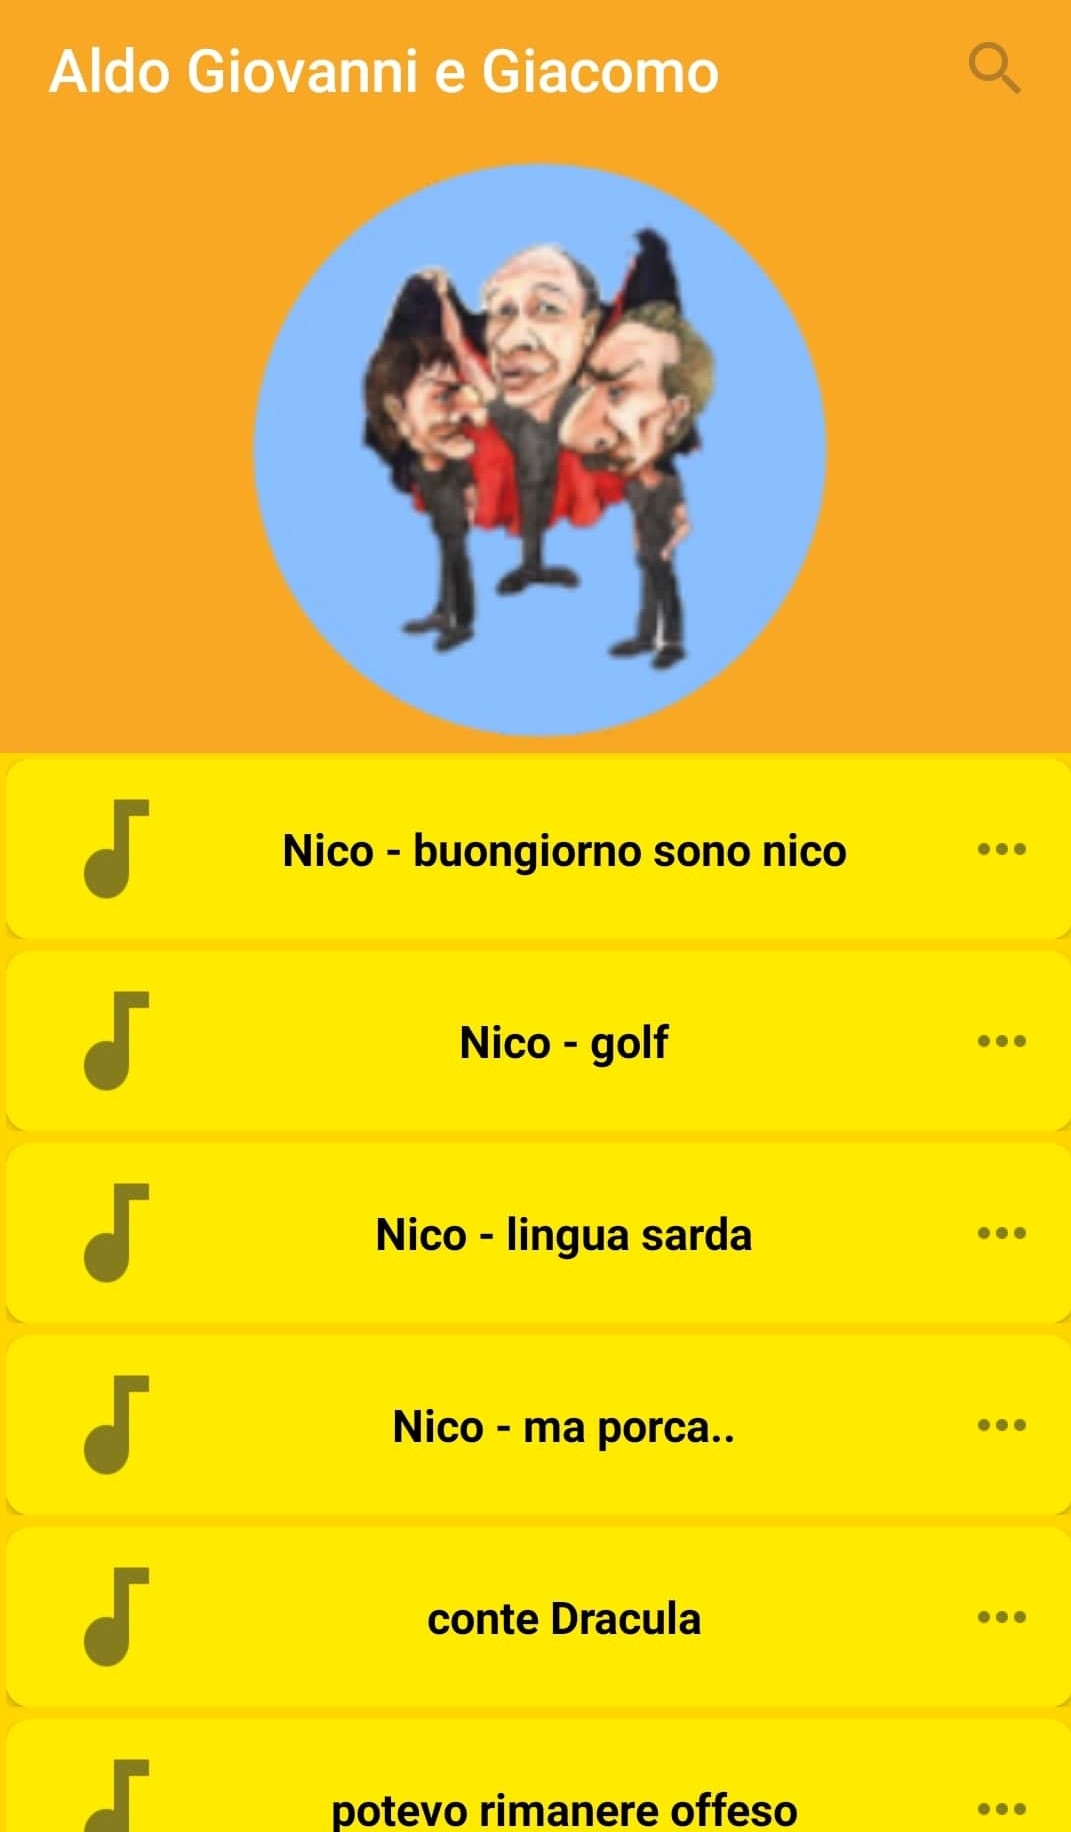 Aldo Giovanni e Giacomo
Nico - buongiorno sono nico
Nico - golf
Nico - lingua sarda
Nico - ma porca..
conte Dracula
potevo rimanere offeso